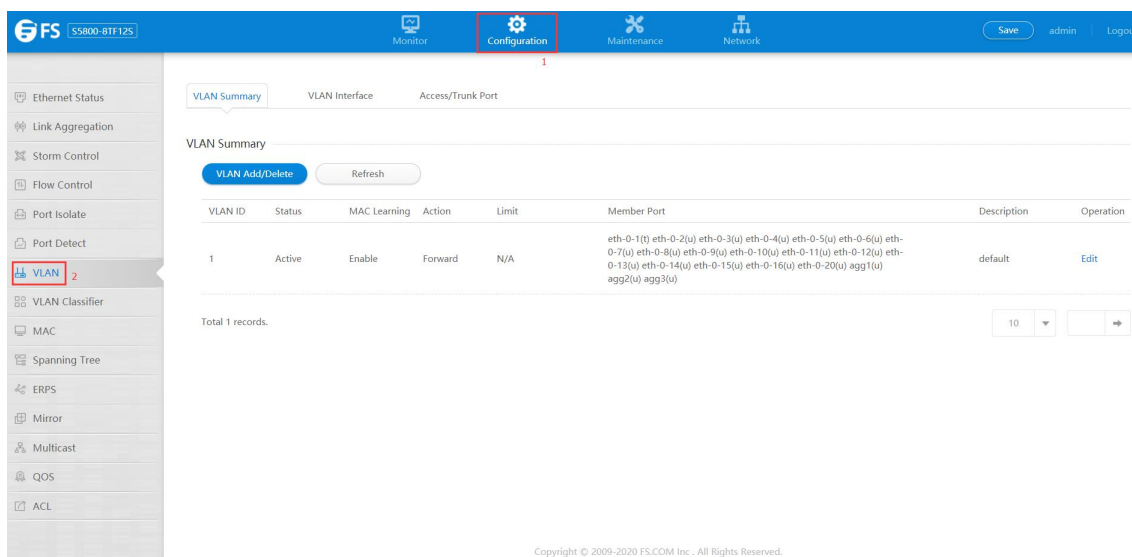 FS S5800-8TF12S
Monitor
Configuration
Maintenance
Network
Save
admin
Logou
1
Ethernet Status
Link Aggregation
Storm Control
Flow Control
Port Isolate
Port Detect
VLAN
2
VLAN Classifier
MAC
Spanning Tree
ERPS
Mirror
Multicast
QOS
ACL
VLAN Summary VLAN Interface Access/Trunk Port
VLAN Summary
VLAN Add/Delete Refresh
VLAN ID Status MAC Learning Action Limit Member Port Description Operation
1 Active Enable Forward N/A
eth-0-1(t) eth-0-2(u) eth-0-3(u) eth-0-4(u) eth-0-5(u) eth-0-6(u) eth-
0-7(u) eth-0-8(u) eth-0-9(u) eth-0-10(u) eth-0-11(u) eth-0-12(u) eth-
0-13(u) eth-0-14(u) eth-0-15(u) eth-0-16(u) eth-0-20(u) agg1(u)
agg2(u) agg3(u)
default Edit
Total 1 records.
10
Copyright © 2009-2020 FS.COM Inc . All Rights Reserved.